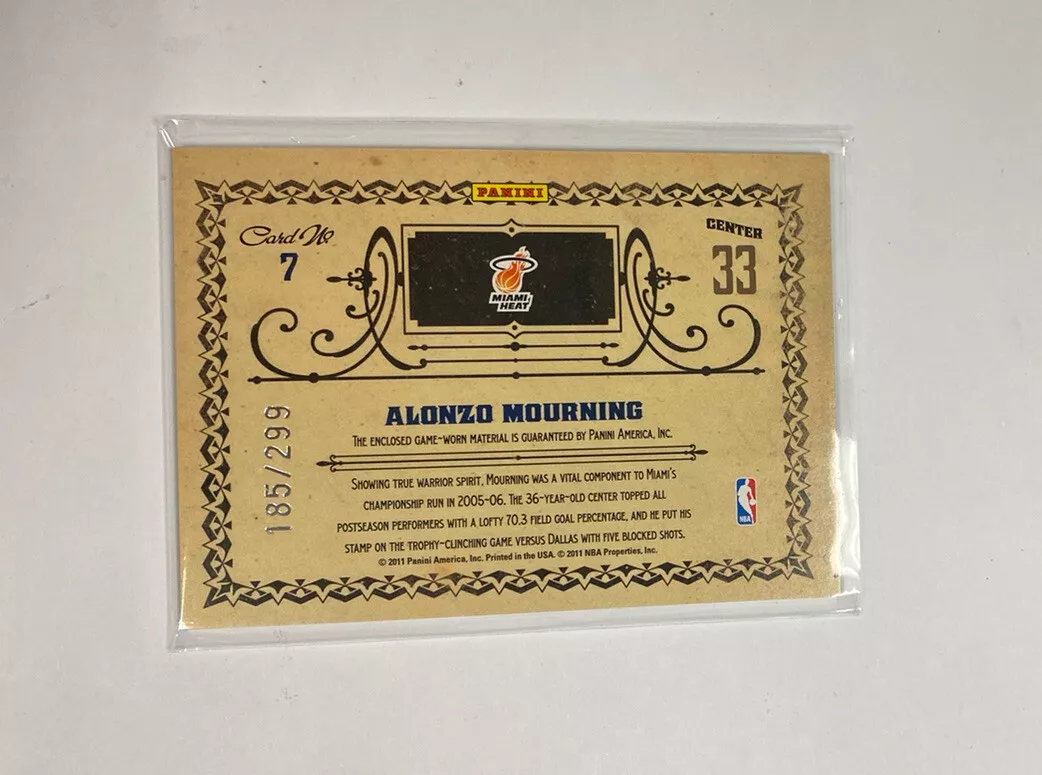 PANINI
Card No
7
CENTER
33
MIAMI
HEAT
ALONZO MOURNING
THE ENCLOSED GAME-WORN MATERIAL IS GUARANTEED BY PANINI AMERICA, INC.
185/299
SHOWING TRUE WARRIOR SPIRIT, MOURNING WAS A VITAL COMPONENT TO MIAMI'S
CHAMPIONSHIP RUN IN 2005-06. THE 36-YEAR-OLD CENTER TOPPED ALL
POSTSEASON PERFORMERS WITH A LOFTY 70.3 FIELD GOAL PERCENTAGE, AND HE PUT HIS
STAMP ON THE TROPHY-CLINCHING GAME VERSUS DALLAS WITH FIVE BLOCKED SHOTS.
© 2011 Panini America, Inc. Printed in the USA. © 2011 NBA Properties, Inc.
NBA